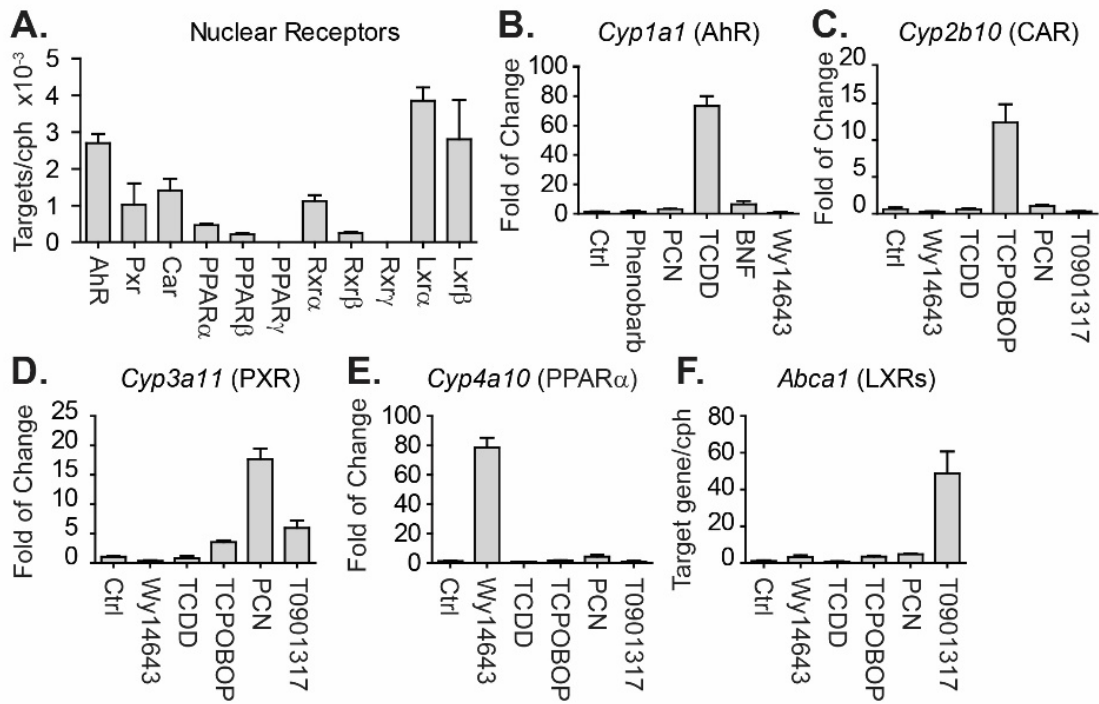 A.
Nuclear Receptors
Targets/cph x10-3
5
4
3
2
1
0
AhR
Pxr
Car
PPARα
PPARβ
PPARγ
Rxrα
Rxrβ
Rxrγ
Lxrα
Lxrβ
B.
Cyp1a1 (AhR)
Fold of Change
100
80
60
40
20
0
Ctrl
Phenobarb
PCN
TCDD
BNF
Wy14643
C.
Cyp2b10 (CAR)
Fold of Change
20
15
10
5
0
Ctrl
Wy14643
TCDD
TCPOBOP
PCN
T0901317
D.
Cyp3a11 (PXR)
Fold of Change
25
20
15
10
5
0
Ctrl
Wy14643
TCDD
TCPOBOP
PCN
T0901317
E.
Cyp4a10 (PPARα)
Fold of Change
100
80
60
40
20
0
Ctrl
Wy14643
TCDD
TCPOBOP
PCN
T0901317
F.
Abca1 (LXRs)
Target gene/cph
80
60
40
20
0
Ctrl
Wy14643
TCDD
TCPOBOP
PCN
T0901317